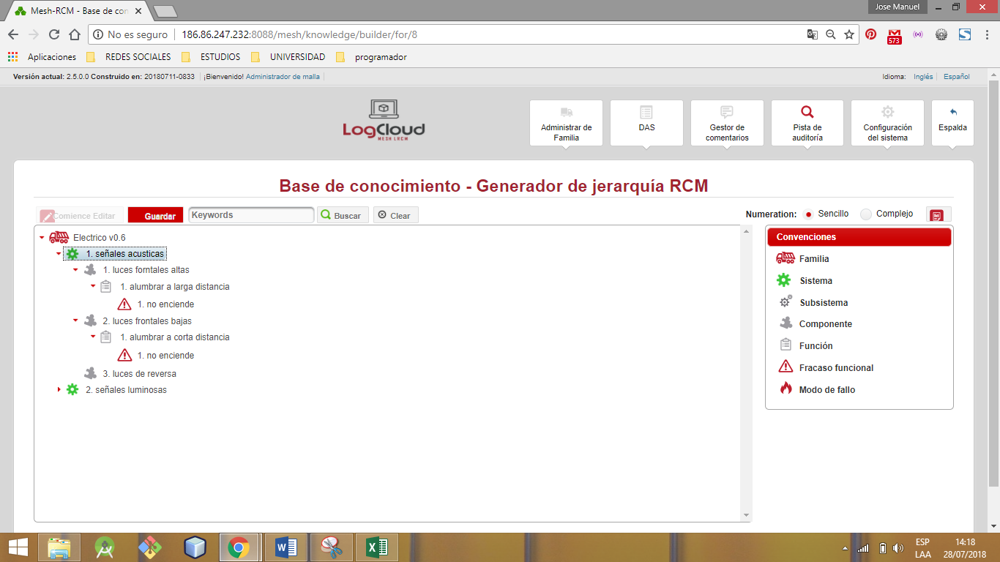 Mesh-RCM - Base de con
Jose Manuel
No es seguro
186.86.247.232:8088/mesh/knowledge/builder/for/8
573
Aplicaciones
REDES SOCIALES
ESTUDIOS
UNIVERSIDAD
programador
Versión actual: 2.5.0.0 Construido en: 20180711-0833
¡Bienvenido! Administrador de malla
Idioma: Inglés Español
LogCloud
MESH LRCM
Administrar de
Familia
DAS
Gestor de
comentarios
Pista de
auditoría
Configuración
del sistema
Espalda
Base de conocimiento - Generador de jerarquía RCM
Comience Editar
Guardar
Keywords
Buscar
Clear
Numeration: Sencillo Complejo
Electrico v0.6
1. señales acusticas
1. luces forntales altas
1. alumbrar a larga distancia
1. no enciende
2. luces frontales bajas
1. alumbrar a corta distancia
1. no enciende
3. luces de reversa
2. señales luminosas
Convenciones
Familia
Sistema
Subsistema
Componente
Función
Fracaso funcional
Modo de fallo
ESP
LAA
14:18
28/07/2018